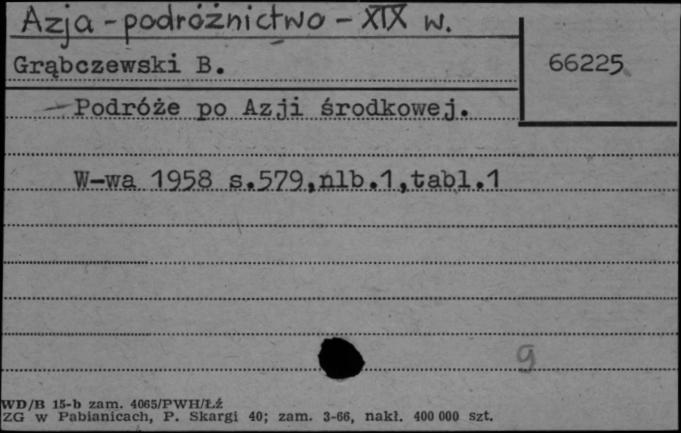 Azja - podróżnictwo - XIX w.
Grąbczewski B.
66225
Podróże po Azji środkowej.
W-wa 1958 s.579,nlb.1,tabl.1
9
WD/B 15-b zam. 4065/PWH/Łź
ZG w Pabianicach, P. Skargi 40; zam. 3-66, nakł. 400 000 szt.